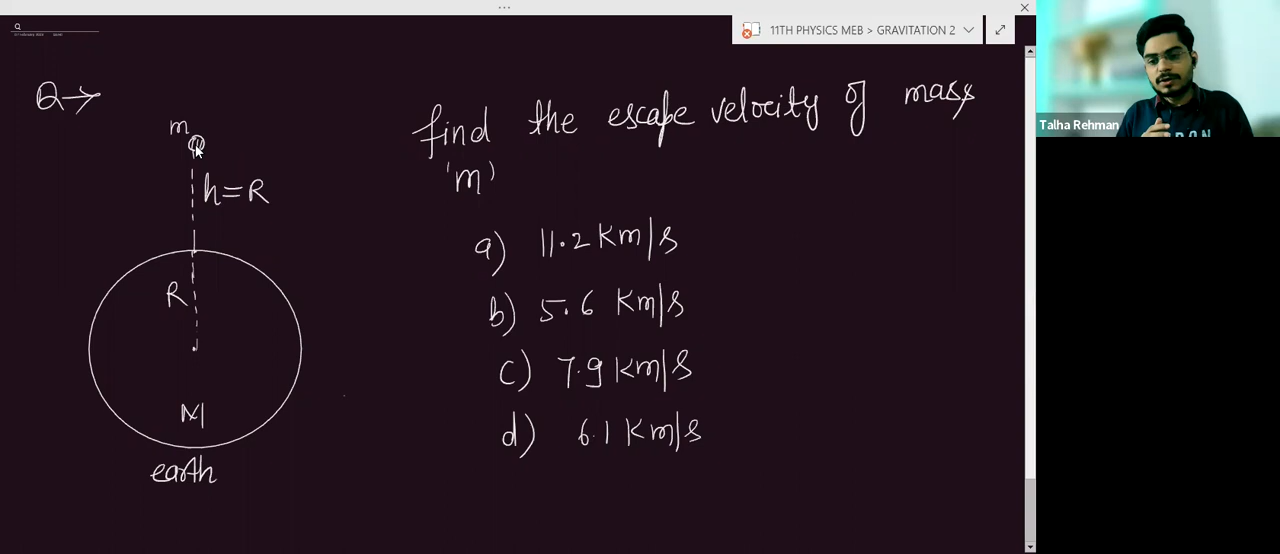 11TH PHYSICS MEB > GRAVITATION 2
Talha Rehman
Q→
find the escape velocity of mass
'm'
m
h=R
R
M
earth
a) 11.2 Km/s
b) 5.6 Km/s
c) 7.9 Km/s
d) 6.1 Km/s